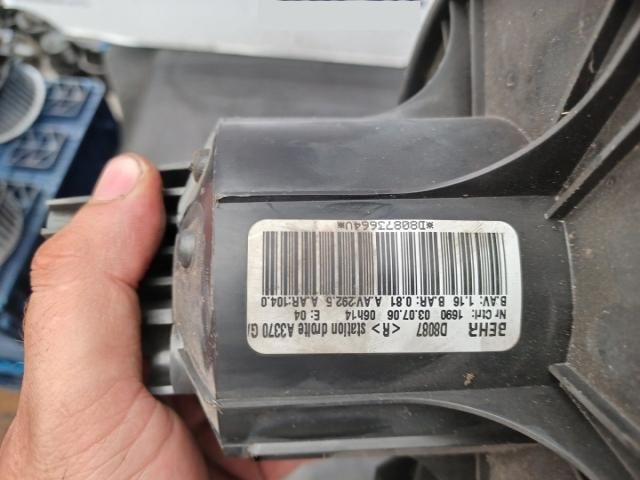 BEHR D8087 <R> station droite A3370 G
Nr Ctrl: 1690 03.07.06 06h14 E: 04
B.AV: 1.16 B.AR: 0.81 A.AV:292.5 A.AR:104.0
*D80873664U*